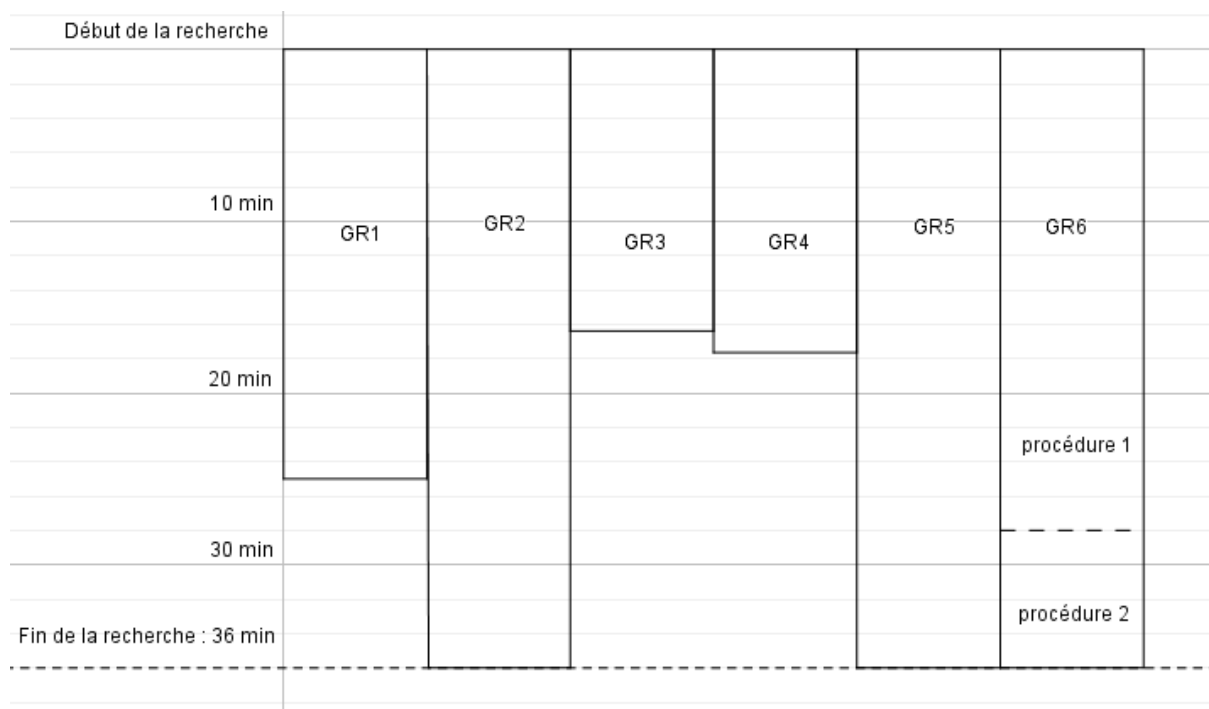 Début de la recherche
10 min
GR1
GR2
GR3
GR4
GR5
GR6
20 min
procédure 1
30 min
procédure 2
Fin de la recherche : 36 min